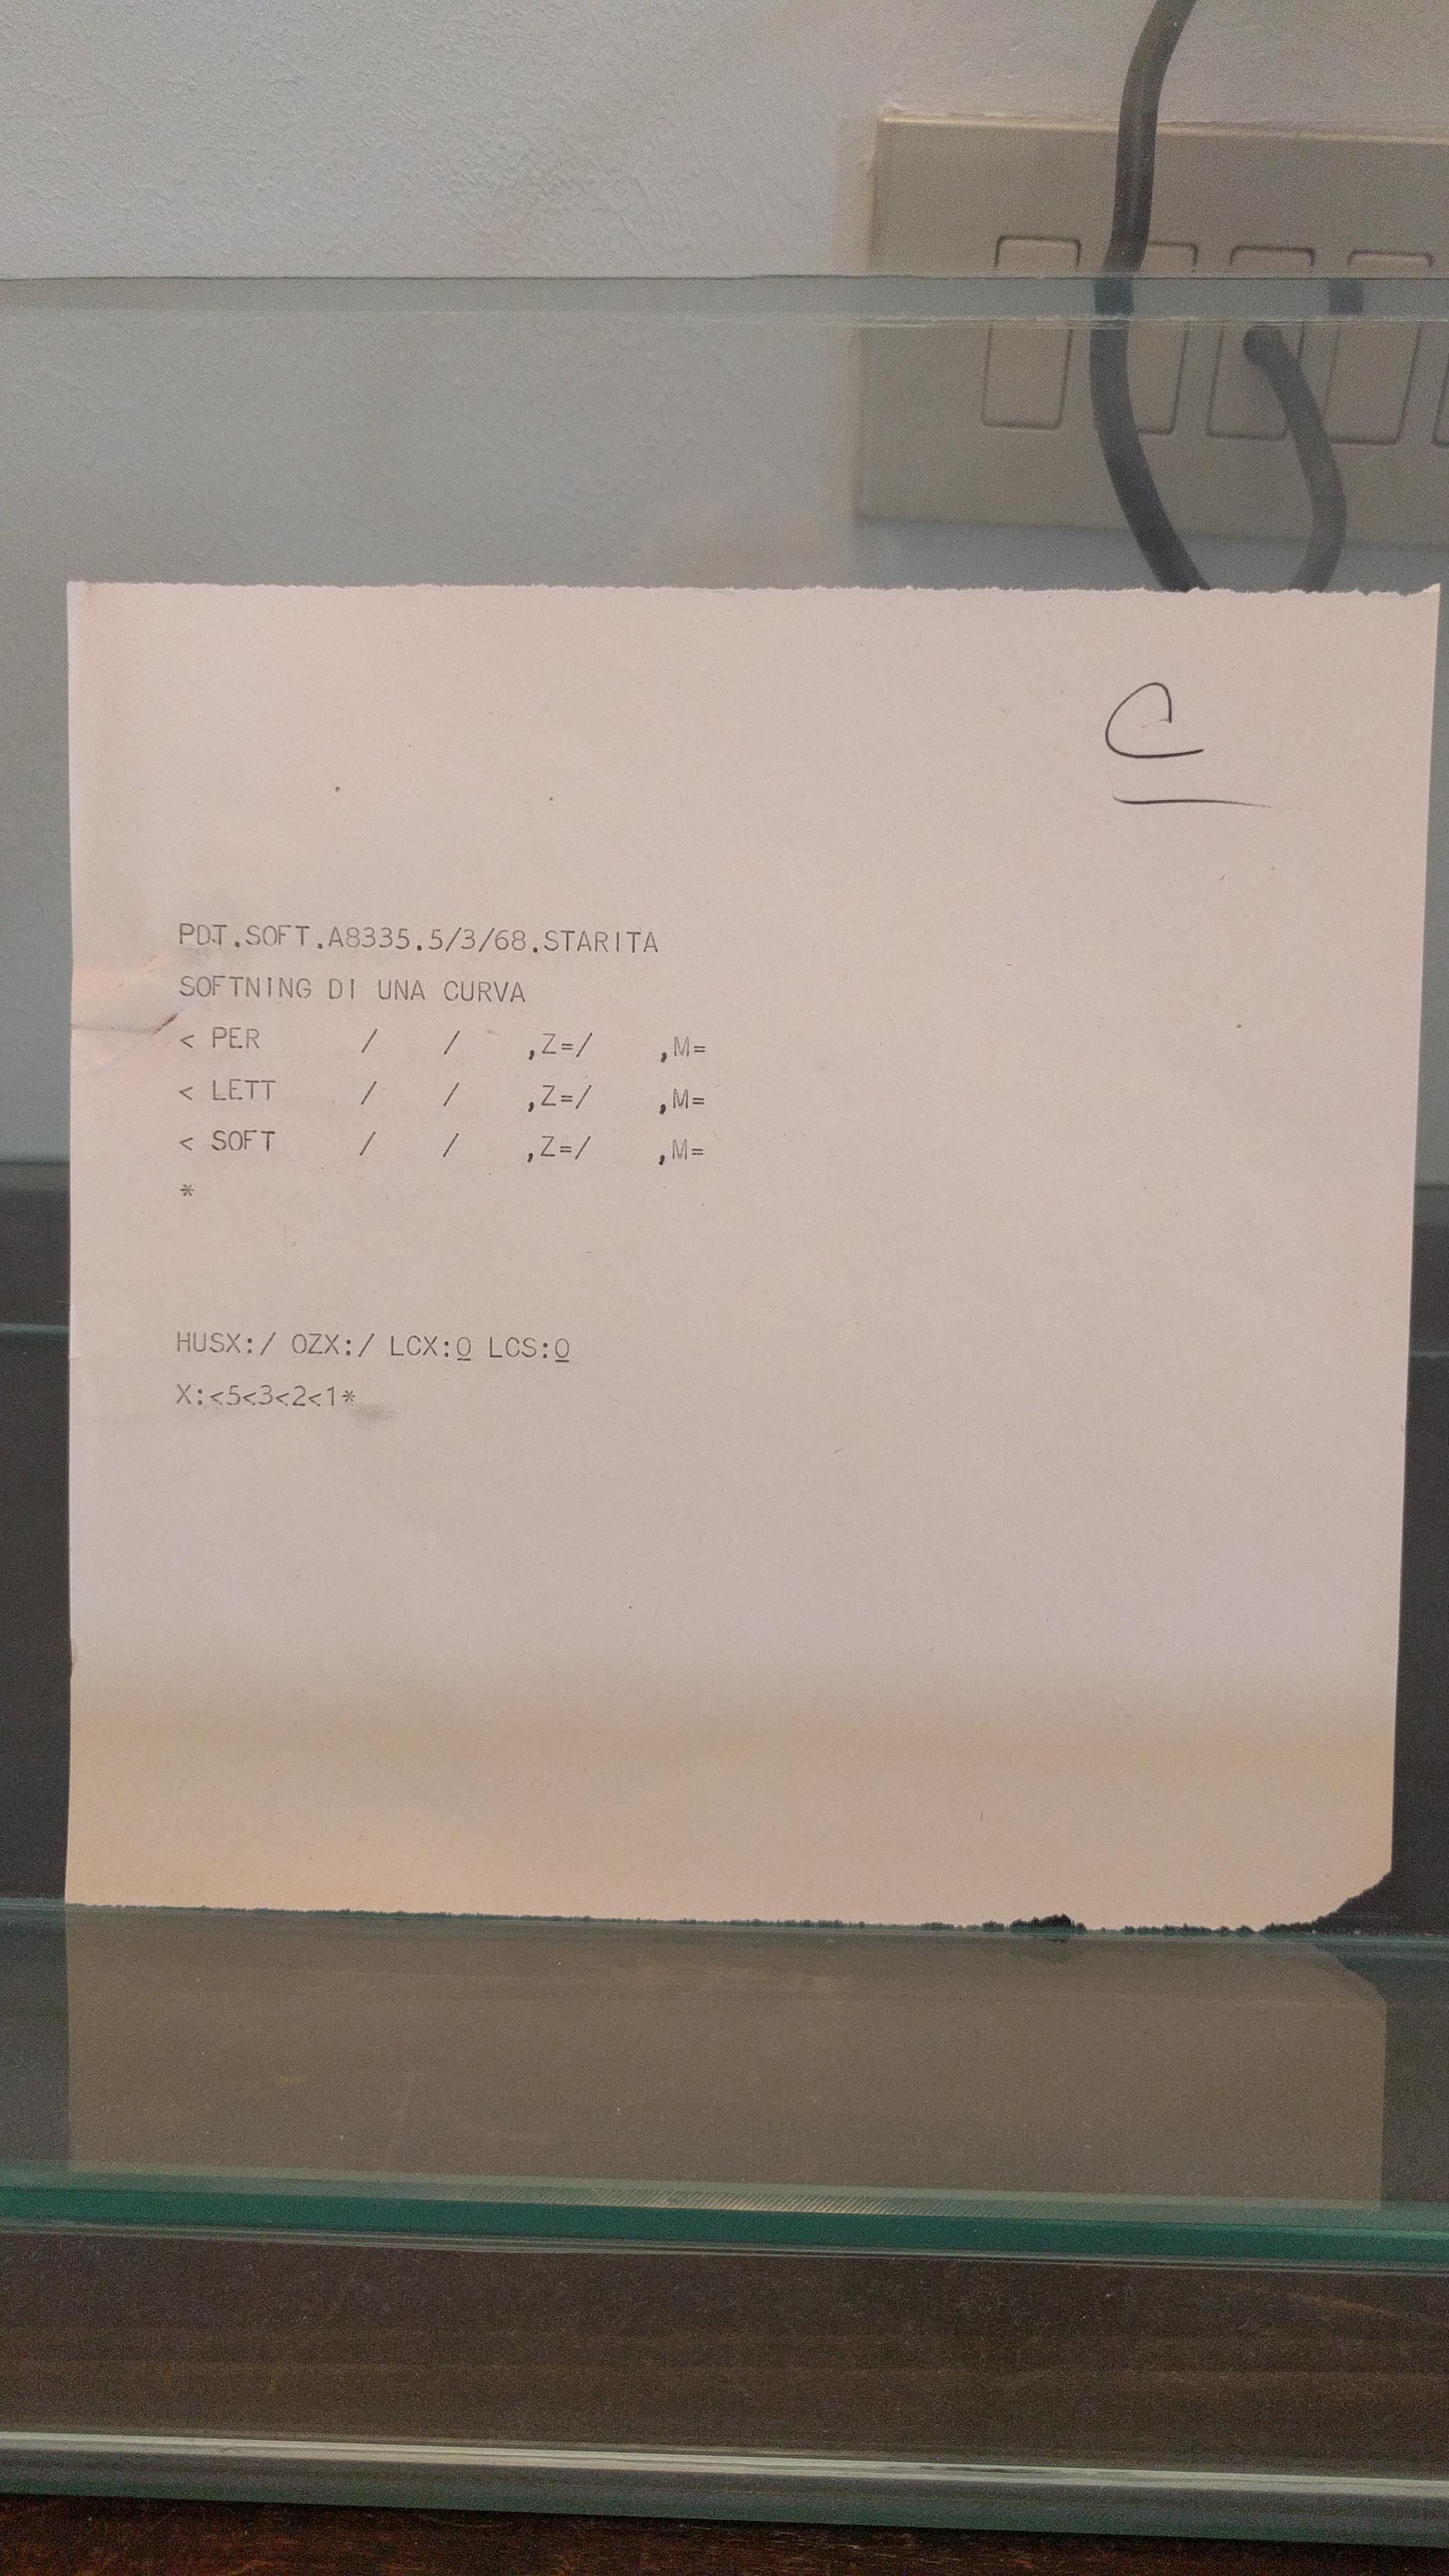 C
PDT.SOFT.A8335.5/3/68.STARITA
SOFTNING DI UNA CURVA
< PER / / ,Z=/ ,M=
< LETT / / ,Z=/ ,M=
< SOFT / / ,Z=/ ,M=
*
HUSX:/ OZX:/ LCX:0 LCS:0
X:<5<3<2<1*